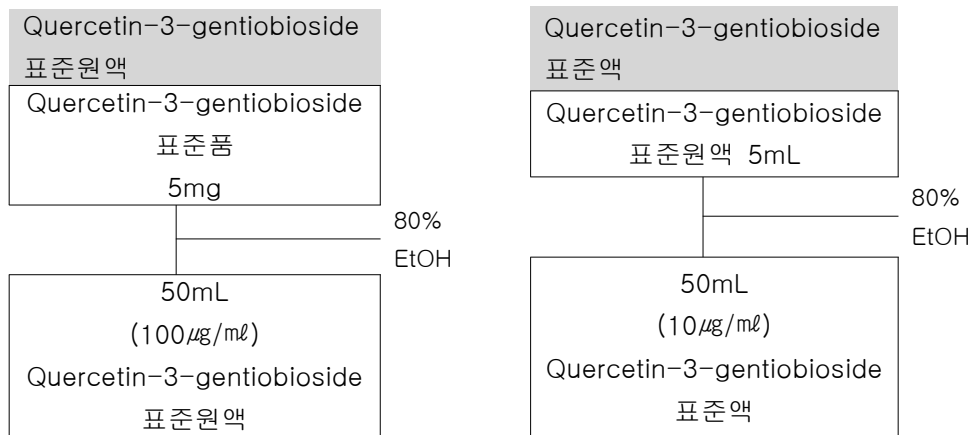 Quercetin-3-gentiobioside
표준원액
Quercetin-3-gentiobioside
표준품
5mg
80%
EtOH
50mL
(100㎍/㎖)
Quercetin-3-gentiobioside
표준원액
Quercetin-3-gentiobioside
표준액
Quercetin-3-gentiobioside
표준원액 5mL
80%
EtOH
50mL
(10㎍/㎖)
Quercetin-3-gentiobioside
표준액